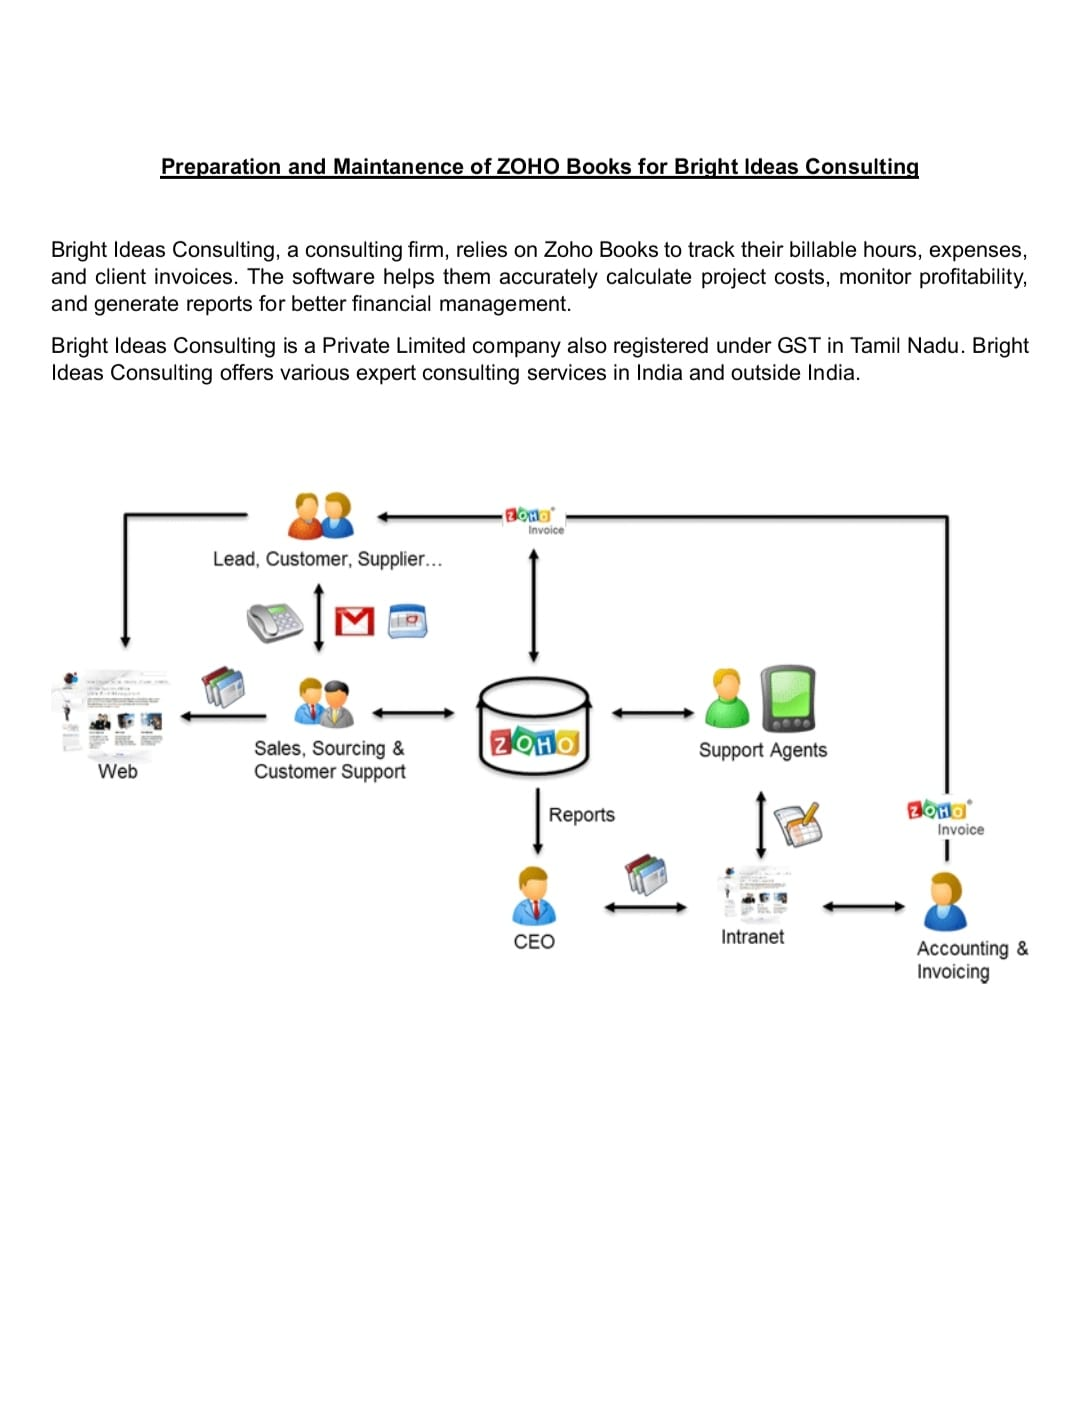 Preparation and Maintanence of ZOHO Books for Bright Ideas Consulting
Bright Ideas Consulting, a consulting firm, relies on Zoho Books to track their billable hours, expenses,
and client invoices. The software helps them accurately calculate project costs, monitor profitability,
and generate reports for better financial management.
Bright Ideas Consulting is a Private Limited company also registered under GST in Tamil Nadu. Bright
Ideas Consulting offers various expert consulting services in India and outside India.
ZOHO
Invoice
Lead, Customer, Supplier...
Web
Sales, Sourcing &
Customer Support
ZOHO
Support Agents
Reports
ZOHO
Invoice
CEO
Intranet
Accounting &
Invoicing